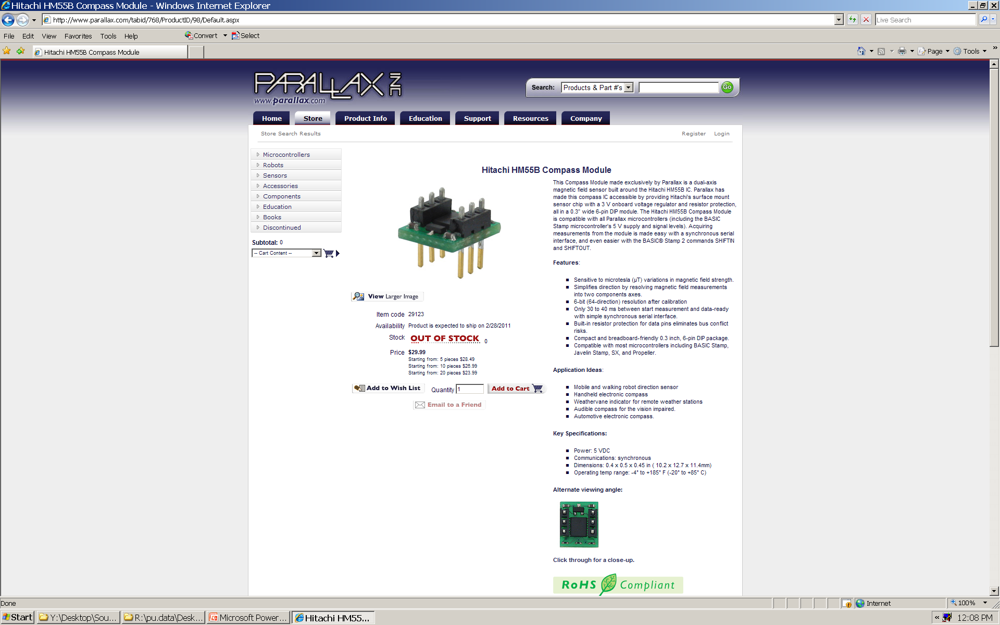 Hitachi HM55B Compass Module - Windows Internet Explorer
http://www.parallax.com/tabid/768/ProductID/98/Default.aspx
Live Search
File Edit View Favorites Tools Help Convert Select
Hitachi HM55B Compass Module
Page Tools »
PARALLAX INC
www.parallax.com
Search: Products & Part #'s Go
Home Store Product Info Education Support Resources Company
Store Search Results Register Login
Microcontrollers
Robots
Sensors
Accessories
Components
Education
Books
Discontinued
Subtotal: 0
-- Cart Content --
Hitachi HM55B Compass Module
View Larger Image
Item code 29123
Availability Product is expected to ship on 2/28/2011
Stock OUT OF STOCK 0
Price $29.99
Starting from: 5 pieces $28.49
Starting from: 10 pieces $26.99
Starting from: 20 pieces $23.99
Add to Wish List Quantity 1 Add to Cart
Email to a Friend
This Compass Module made exclusively by Parallax is a dual-axis
magnetic field sensor built around the Hitachi HM55B IC. Parallax has
made this compass IC accessible by providing Hitachi's surface mount
sensor chip with a 3 V onboard voltage regulator and resistor protection,
all in a 0.3" wide 6-pin DIP module. The Hitachi HM55B Compass Module
is compatible with all Parallax microcontrollers (including the BASIC
Stamp microcontroller's 5 V supply and signal levels). Acquiring
measurements from the module is made easy with a synchronous serial
interface, and even easier with the BASIC® Stamp 2 commands SHIFTIN
and SHIFTOUT.
Features:
Sensitive to microtesla (µT) variations in magnetic field strength.
Simplifies direction by resolving magnetic field measurements
into two components axes.
6-bit (64-direction) resolution after calibration
Only 30 to 40 ms between start measurement and data-ready
with simple synchronous serial interface.
Built-in resistor protection for data pins eliminates bus conflict
risks.
Compact and breadboard-friendly 0.3 inch, 6-pin DIP package.
Compatible with most microcontrollers including BASIC Stamp,
Javelin Stamp, SX, and Propeller.
Application Ideas:
Mobile and walking robot direction sensor
Handheld electronic compass
Weathervane indicator for remote weather stations
Audible compass for the vision impaired.
Automotive electronic compass.
Key Specifications:
Power: 5 VDC
Communications: synchronous
Dimensions: 0.4 x 0.5 x 0.45 in ( 10.2 x 12.7 x 11.4mm)
Operating temp range: -4° to +185° F (-20° to +85° C)
Alternate viewing angle:
Click through for a close-up.
RoHS Compliant
Done Internet 100%
Start Y:\Desktop\Sou... R:\pu.data\Desk... Microsoft Power... Hitachi HM55... « 12:08 PM